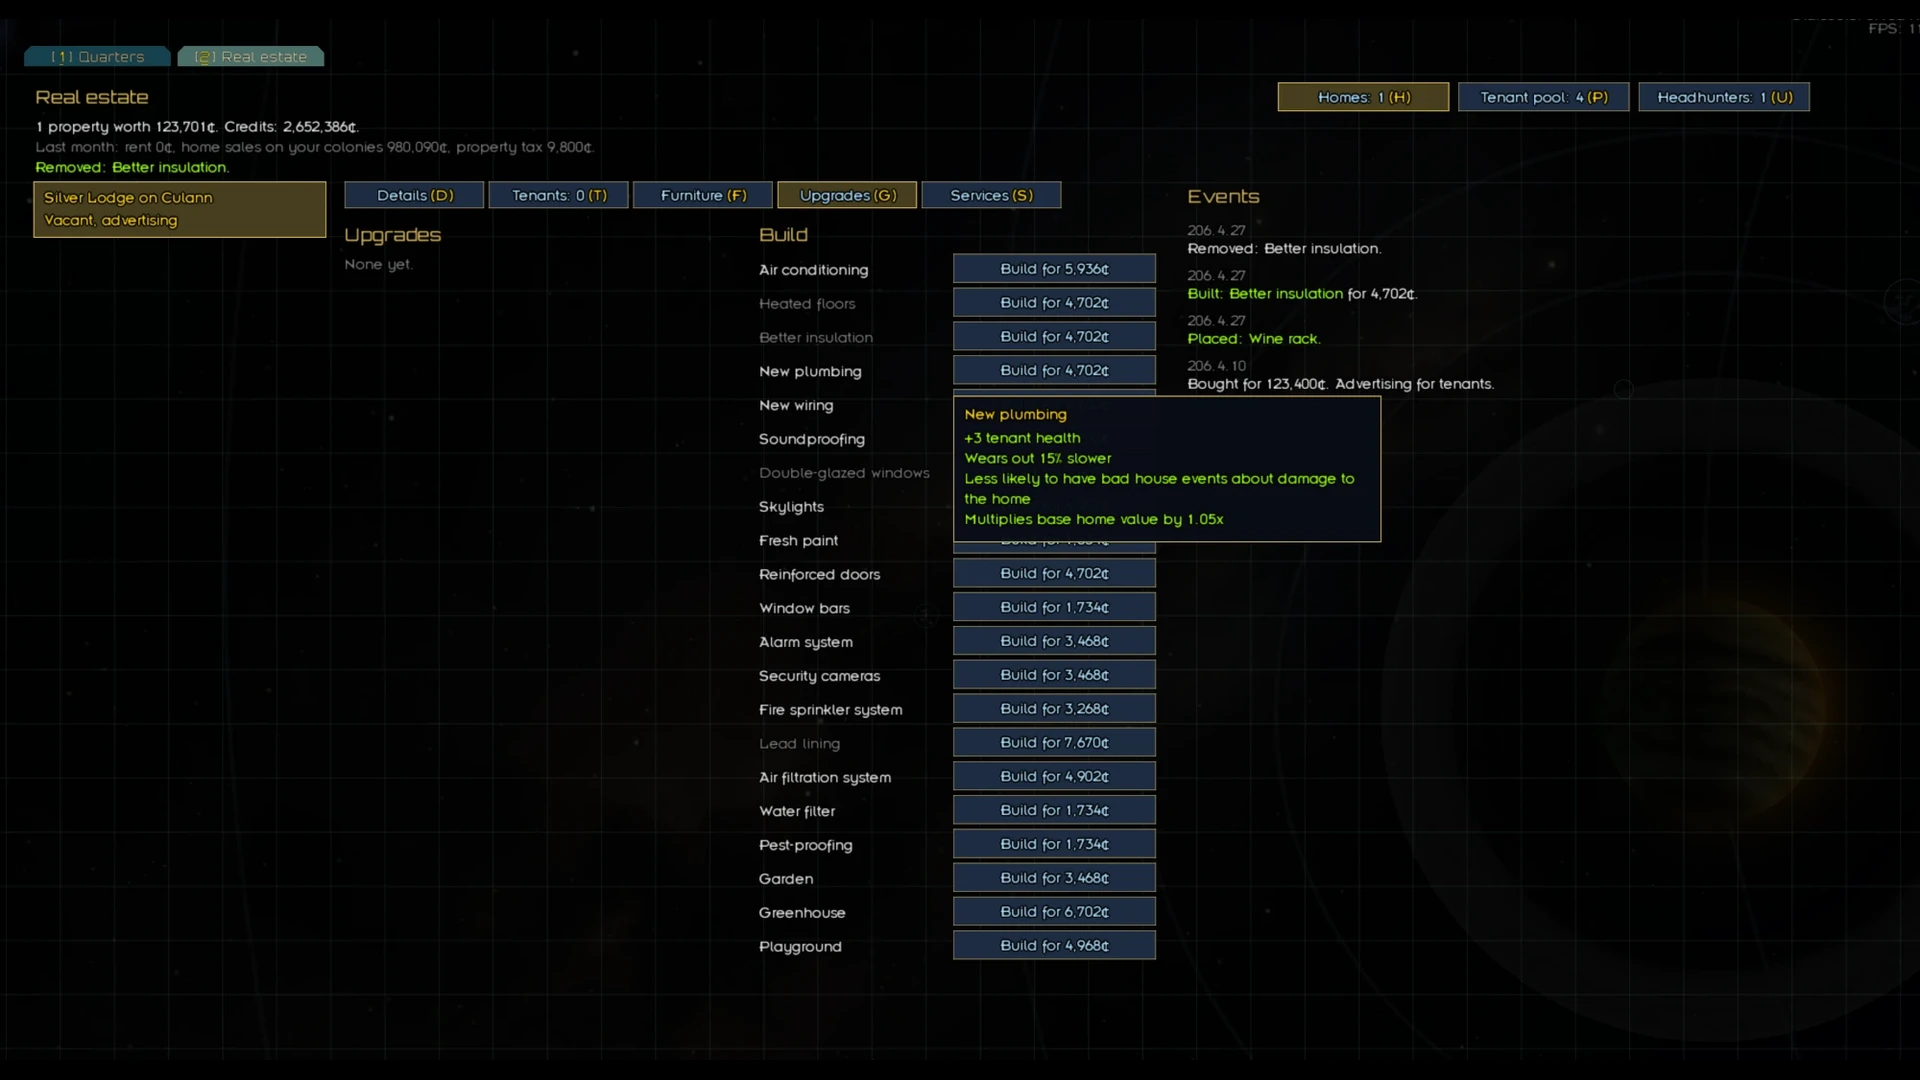 FPS: 11
[1] Quarters
[2] Real estate
Real estate
Homes: 1 (H)
Tenant pool: 4 (P)
Headhunters: 1 (U)
1 property worth 123,701¢. Credits: 2,652,386¢.
Last month: rent 0¢, home sales on your colonies 980,090¢, property tax 9,800¢.
Removed: Better insulation.
Silver Lodge on Culann
Vacant, advertising
Details (D)
Tenants: 0 (T)
Furniture (F)
Upgrades (G)
Services (S)
Upgrades
None yet.
Build
Air conditioning
Build for 5,936¢
Heated floors
Build for 4,702¢
Better insulation
Build for 4,702¢
New plumbing
Build for 4,702¢
New wiring
Soundproofing
Double-glazed windows
Skylights
Fresh paint
Reinforced doors
Build for 4,702¢
Window bars
Build for 1,734¢
Alarm system
Build for 3,468¢
Security cameras
Build for 3,468¢
Fire sprinkler system
Build for 3,268¢
Lead lining
Build for 7,670¢
Air filtration system
Build for 4,902¢
Water filter
Build for 1,734¢
Pest-proofing
Build for 1,734¢
Garden
Build for 3,468¢
Greenhouse
Build for 6,702¢
Playground
Build for 4,968¢
New plumbing
+3 tenant health
Wears out 15% slower
Less likely to have bad house events about damage to
the home
Multiplies base home value by 1.05x
Events
206.4.27
Removed: Better insulation.
206.4.27
Built: Better insulation for 4,702¢.
206.4.27
Placed: Wine rack.
206.4.10
Bought for 123,400¢. Advertising for tenants.